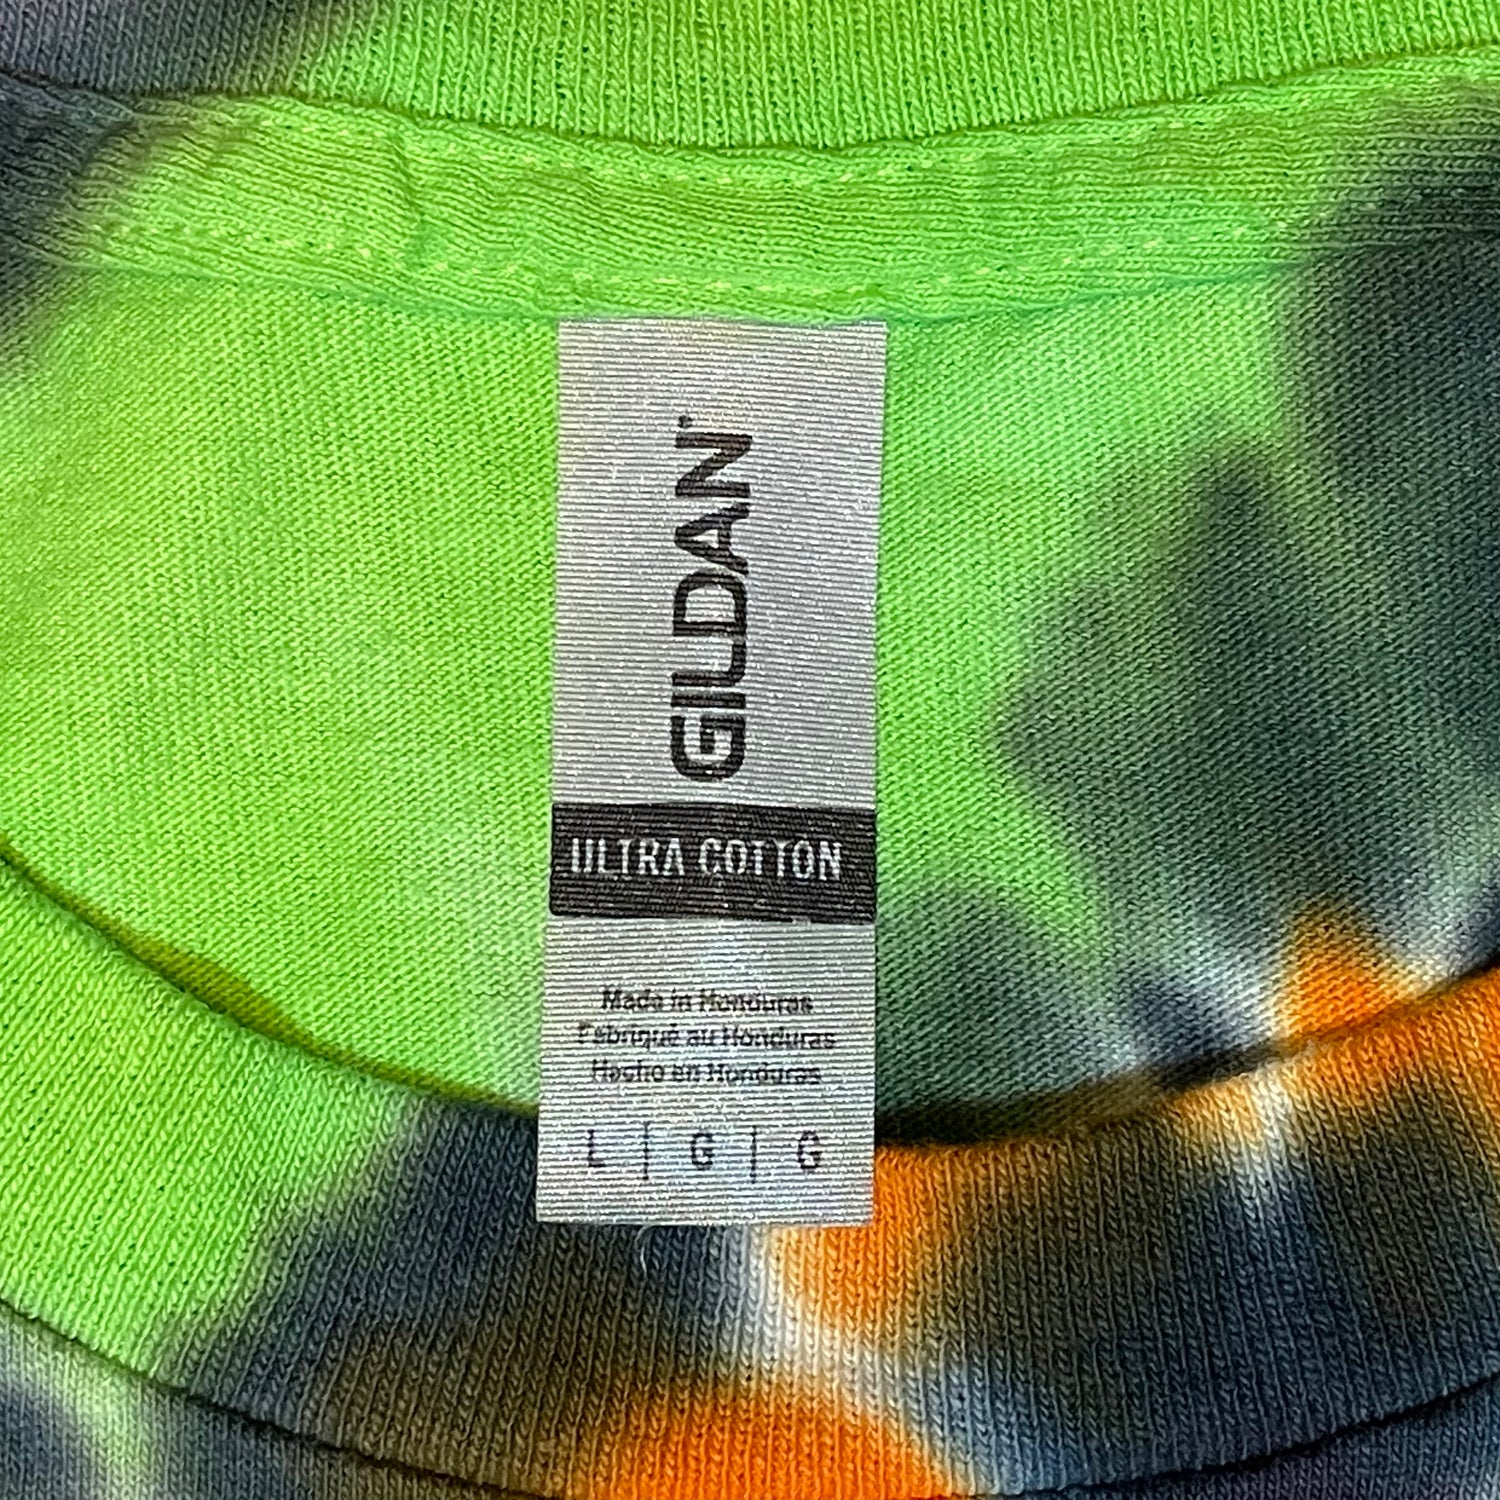 GILDAN®
ULTRA COTTON
Made in Honduras
Fabriqué au Honduras
Hecho en Honduras
L | G | G